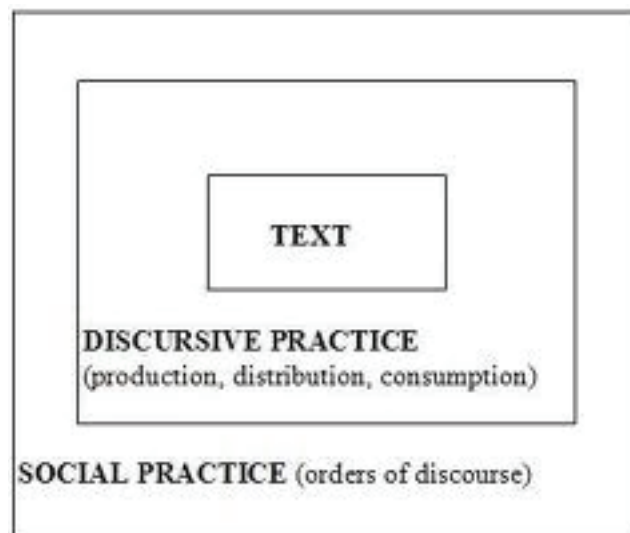 TEXT
DISCURSIVE PRACTICE
(production, distribution, consumption)
SOCIAL PRACTICE (orders of discourse)